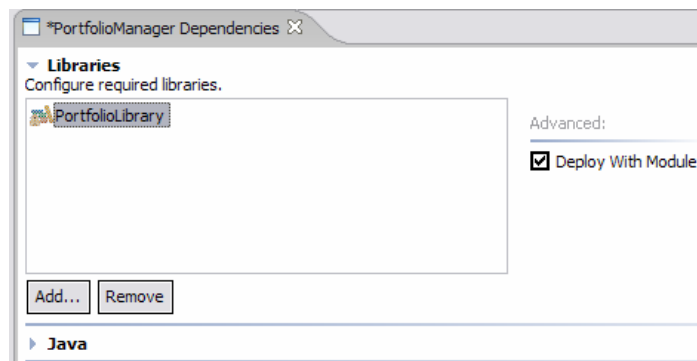 *PortfolioManager Dependencies
Libraries
Configure required libraries.
PortfolioLibrary
Advanced:
Deploy With Module
Add... Remove
Java